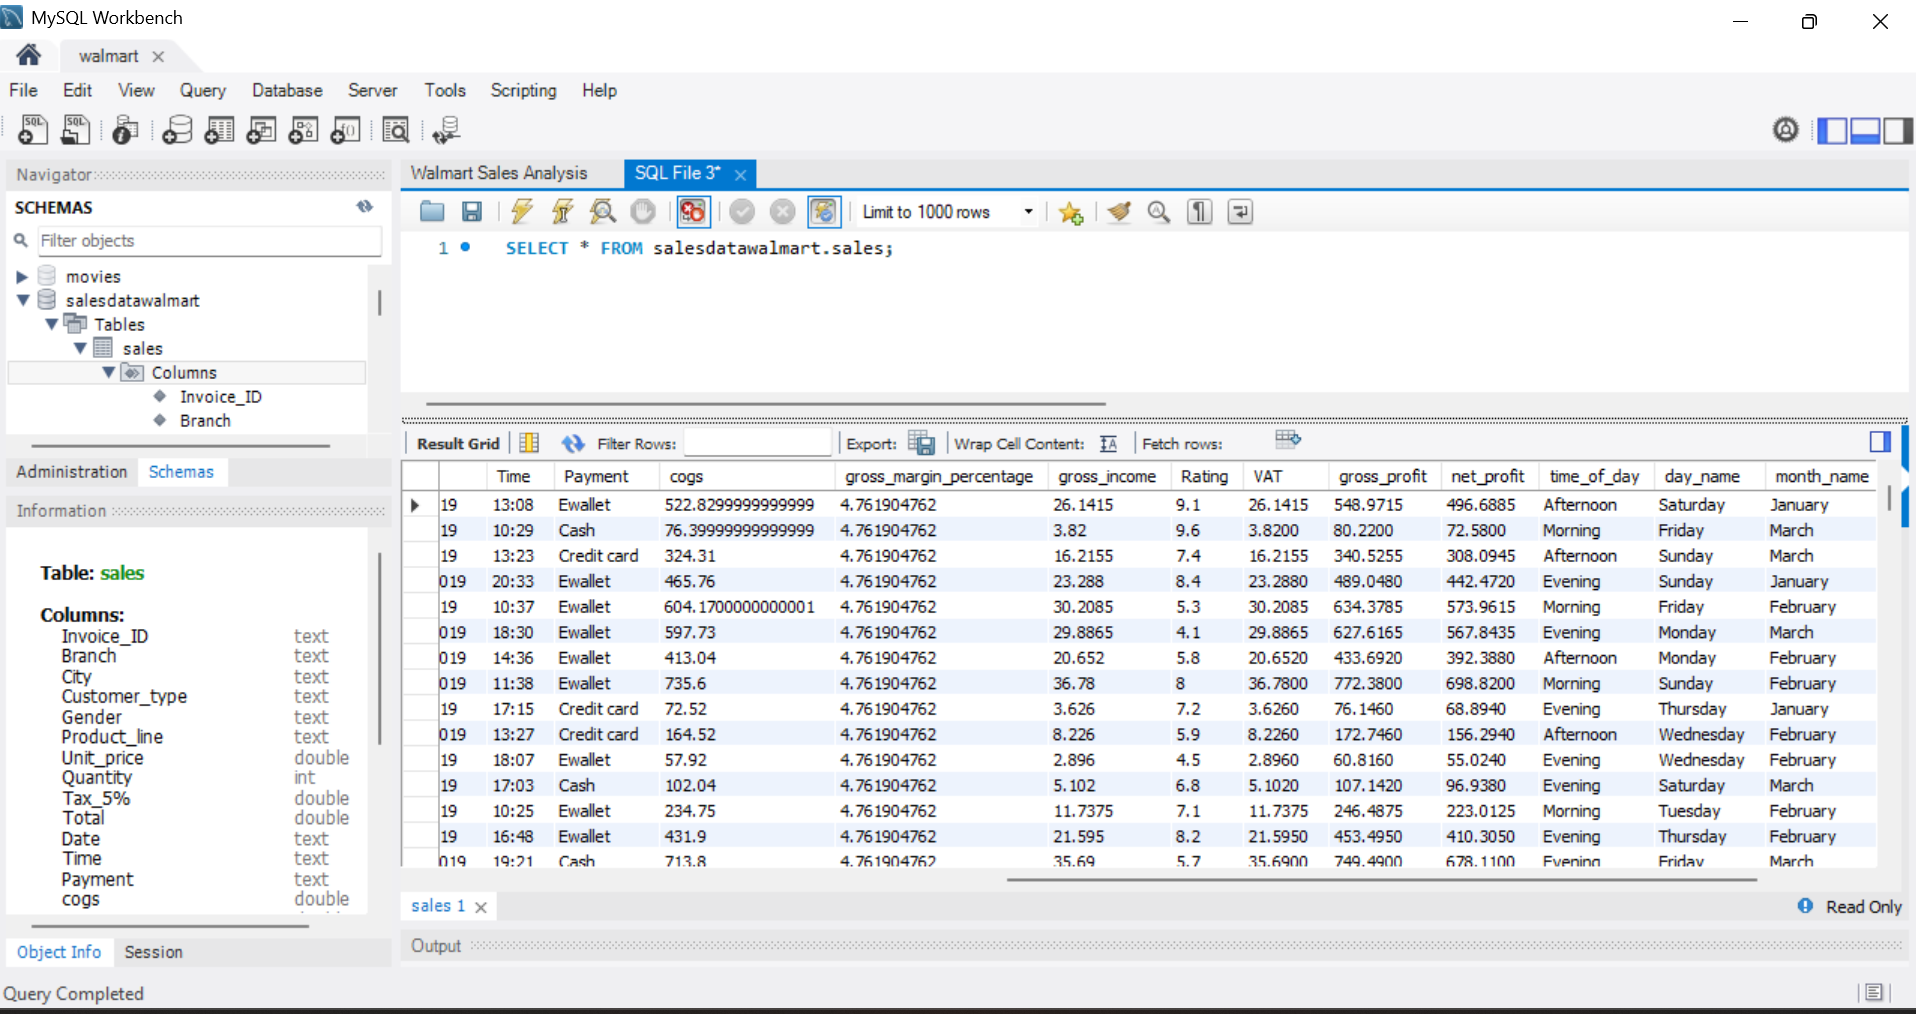 MySQL Workbench
walmart
File Edit View Query Database Server Tools Scripting Help
Navigator
SCHEMAS
Filter objects
movies
salesdatawalmart
Tables
sales
Columns
Invoice_ID
Branch
Administration Schemas
Information
Table: sales
Columns:
Invoice_ID text
Branch text
City text
Customer_type text
Gender text
Product_line text
Unit_price double
Quantity int
Tax_5% double
Total double
Date text
Time text
Payment text
cogs double
Object Info Session
Walmart Sales Analysis SQL File 3*
Limit to 1000 rows
1 SELECT * FROM salesdatawalmart.sales;
Result Grid Filter Rows: Export: Wrap Cell Content: Fetch rows:
Time Payment cogs gross_margin_percentage gross_income Rating VAT gross_profit net_profit time_of_day day_name month_name
19 13:08 Ewallet 522.8299999999999 4.761904762 26.1415 9.1 26.1415 548.9715 496.6885 Afternoon Saturday January
19 10:29 Cash 76.39999999999999 4.761904762 3.82 9.6 3.8200 80.2200 72.5800 Morning Friday March
19 13:23 Credit card 324.31 4.761904762 16.2155 7.4 16.2155 340.5255 308.0945 Afternoon Sunday March
019 20:33 Ewallet 465.76 4.761904762 23.288 8.4 23.2880 489.0480 442.4720 Evening Sunday January
19 10:37 Ewallet 604.1700000000001 4.761904762 30.2085 5.3 30.2085 634.3785 573.9615 Morning Friday February
019 18:30 Ewallet 597.73 4.761904762 29.8865 4.1 29.8865 627.6165 567.8435 Evening Monday March
019 14:36 Ewallet 413.04 4.761904762 20.652 5.8 20.6520 433.6920 392.3880 Afternoon Monday February
019 11:38 Ewallet 735.6 4.761904762 36.78 8 36.7800 772.3800 698.8200 Morning Sunday February
19 17:15 Credit card 72.52 4.761904762 3.626 7.2 3.6260 76.1460 68.8940 Evening Thursday January
019 13:27 Credit card 164.52 4.761904762 8.226 5.9 8.2260 172.7460 156.2940 Afternoon Wednesday February
19 18:07 Ewallet 57.92 4.761904762 2.896 4.5 2.8960 60.8160 55.0240 Evening Wednesday February
19 17:03 Cash 102.04 4.761904762 5.102 6.8 5.1020 107.1420 96.9380 Evening Saturday March
19 10:25 Ewallet 234.75 4.761904762 11.7375 7.1 11.7375 246.4875 223.0125 Morning Tuesday February
19 16:48 Ewallet 431.9 4.761904762 21.595 8.2 21.5950 453.4950 410.3050 Evening Thursday February
019 19:21 Cash 713.8 4.761904762 35.69 5.7 35.6900 749.4900 678.1100 Evening Friday March
sales 1
Read Only
Output
Query Completed